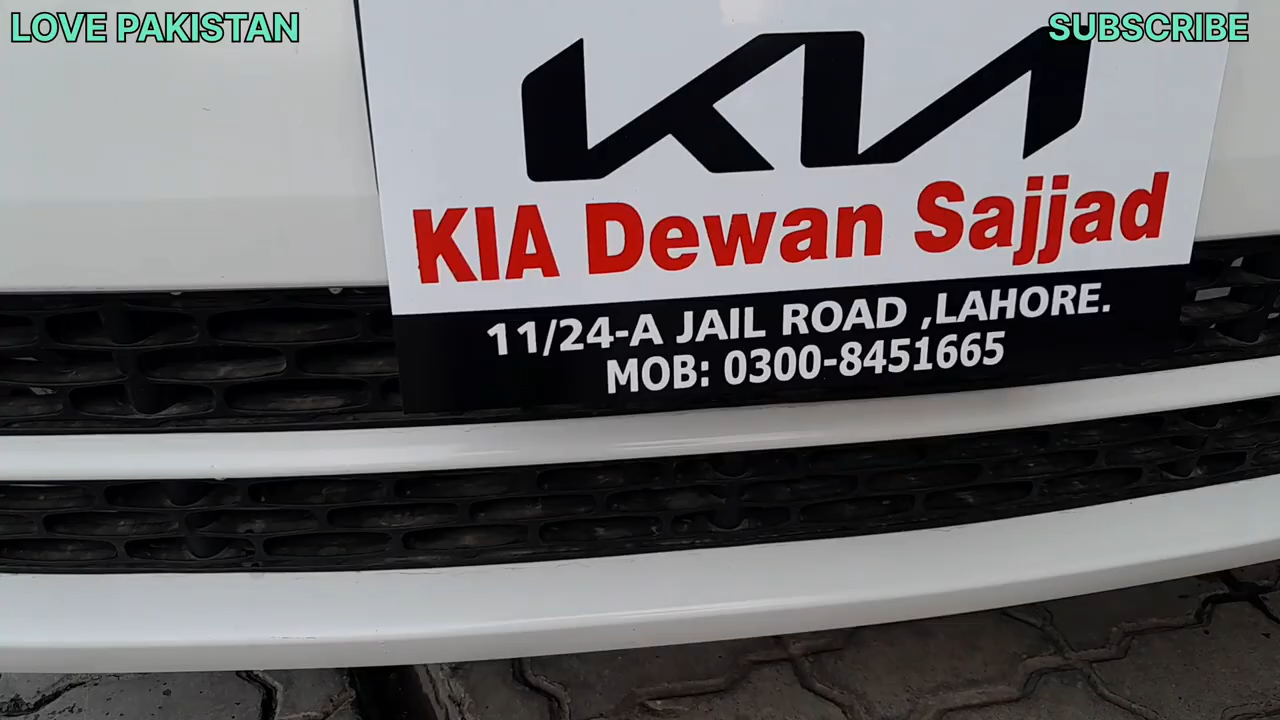 LOVE PAKISTAN
SUBSCRIBE
KIA
KIA Dewan Sajjad
11/24-A JAIL ROAD ,LAHORE.
MOB: 0300-8451665